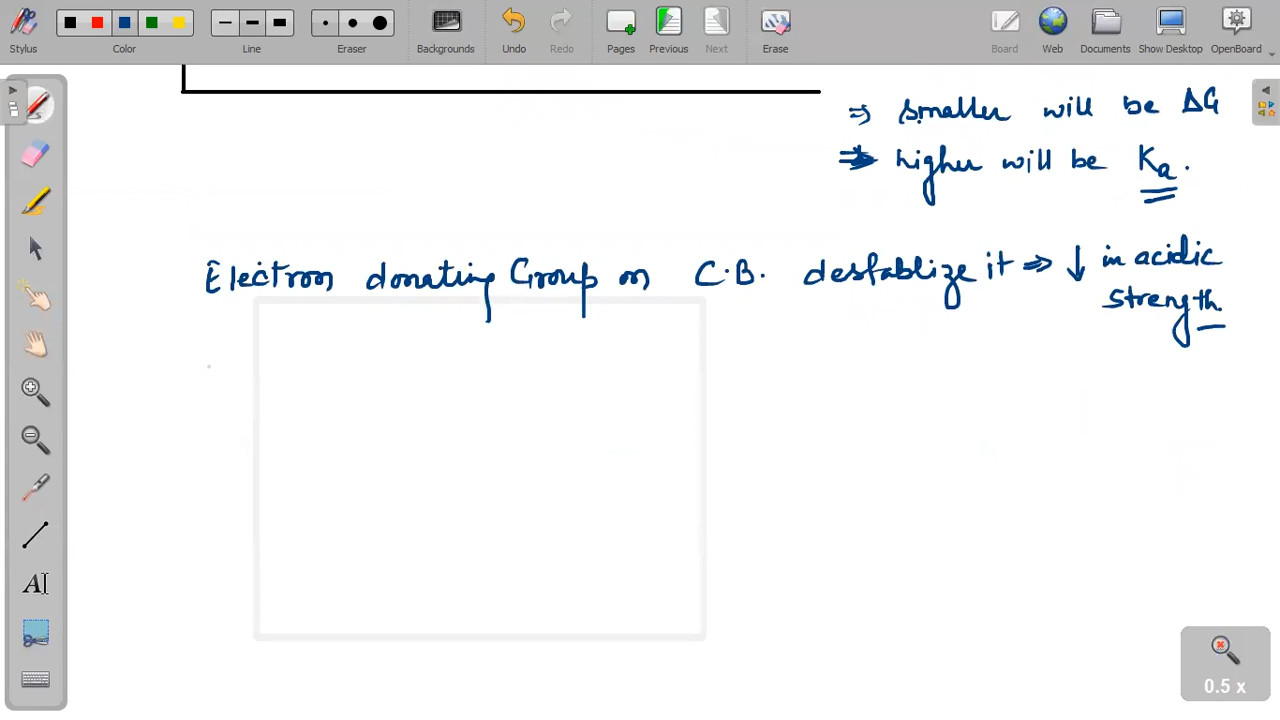 Stylus
Color
Line
Eraser
Backgrounds
Undo
Redo
Pages
Previous
Next
Erase
Board
Web
Documents
Show Desktop
OpenBoard
⇒ smaller will be ΔG
⇒ higher will be Ka.
Electron donating Group on C.B. destablize it ⇒ ↓ in acidic
strength.
A
0.5 x